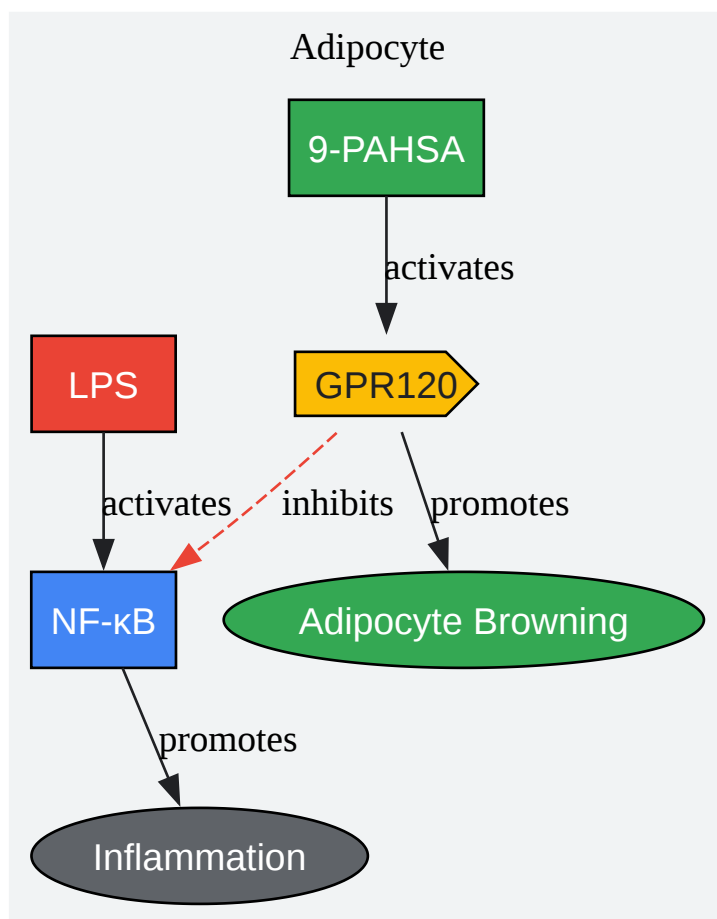 Adipocyte
9-PAHSA
activates
LPS
GPR120
activates
inhibits
promotes
NF-κB
Adipocyte Browning
promotes
Inflammation